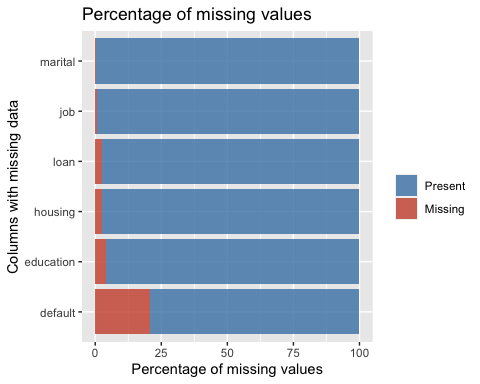 Percentage of missing values
Columns with missing data
marital
job
loan
housing
education
default
0 25 50 75 100
Percentage of missing values
Present
Missing